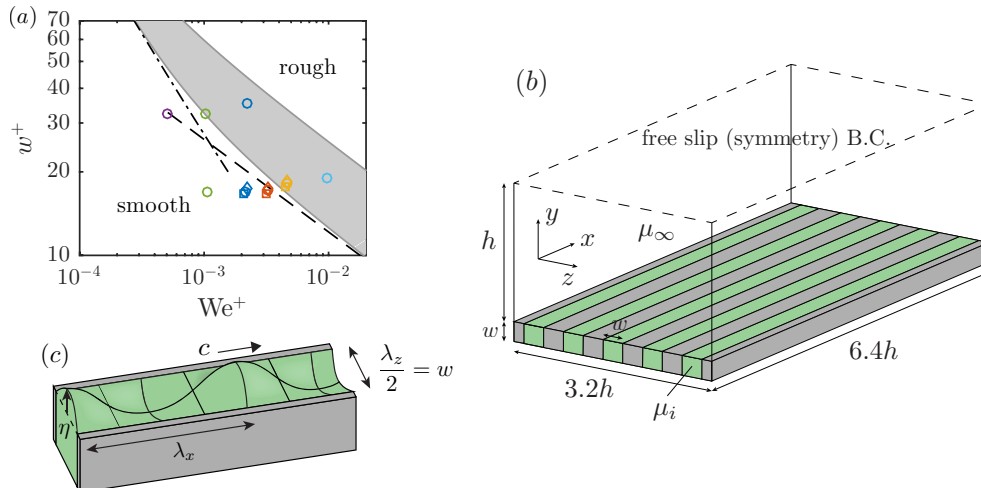 (a)
70
60
50
40
30
20
10
w⁺
rough
smooth
10⁻⁴
10⁻³
10⁻²
We⁺
(b)
free slip (symmetry) B.C.
h
y
x
z
μ∞
w
w
3.2h
6.4h
μᵢ
(c)
c
λz/2 = w
η
λₓ